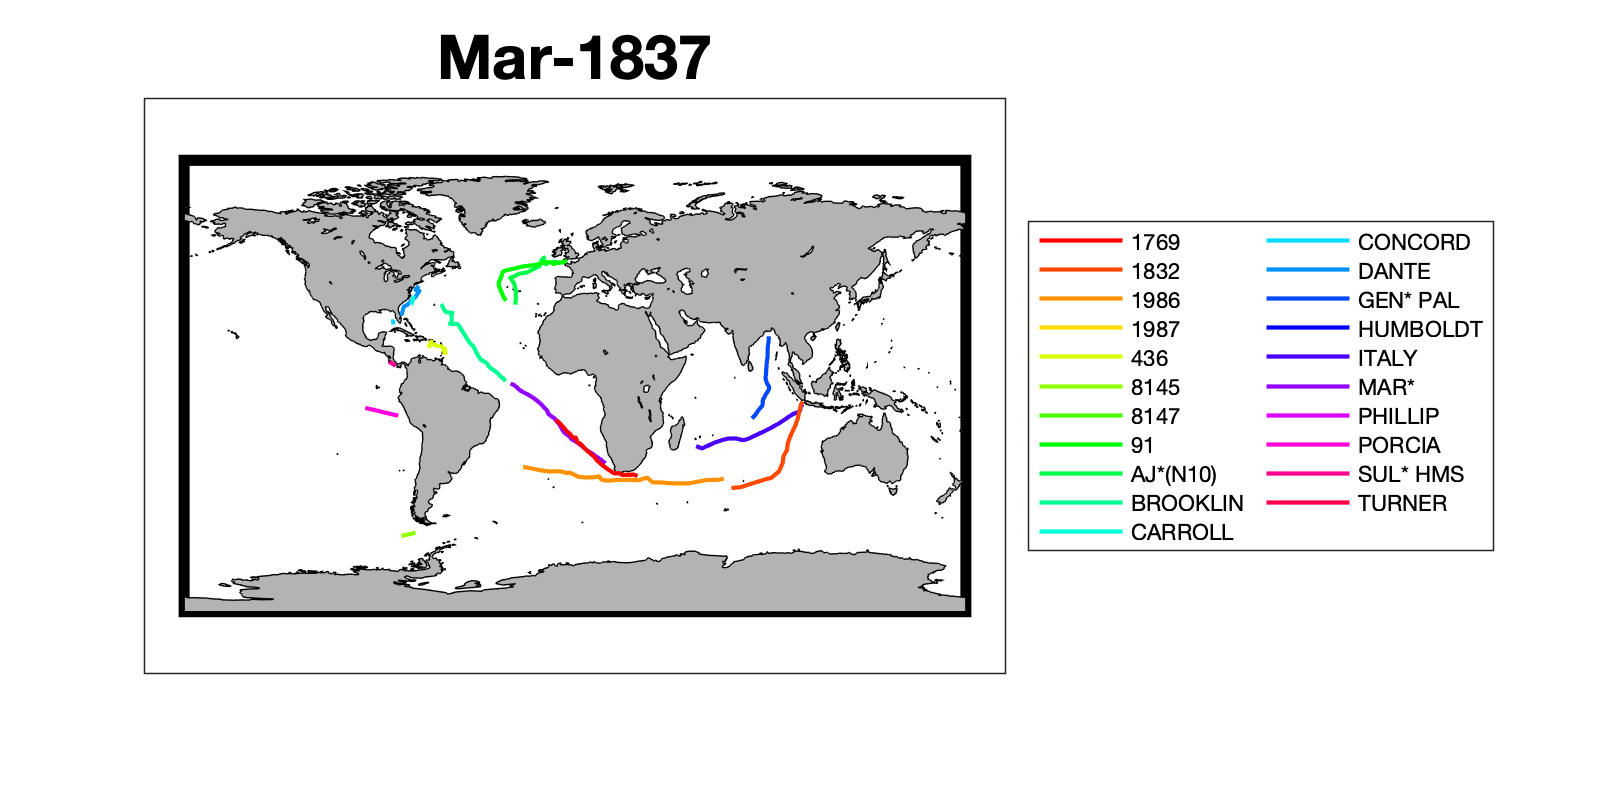 Mar-1837
1769
1832
1986
1987
436
8145
8147
91
AJ*(N10)
BROOKLIN
CARROLL
CONCORD
DANTE
GEN* PAL
HUMBOLDT
ITALY
MAR*
PHILLIP
PORCIA
SUL* HMS
TURNER